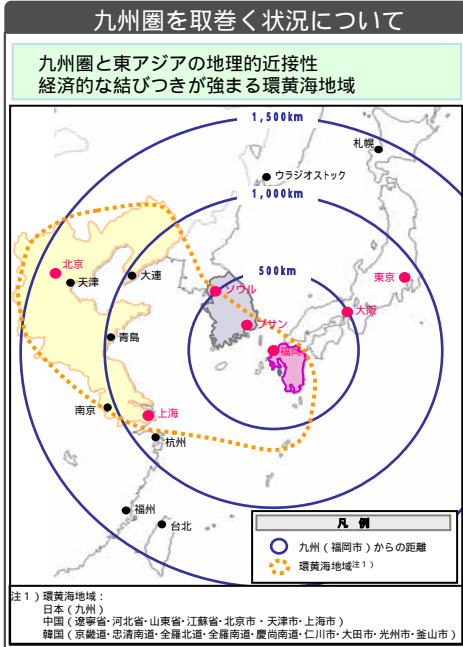 九州圏を取巻く状況について
九州圏と東アジアの地理的近接性
経済的な結びつきが強まる環黄海地域
1,500km
札幌
ウラジオストック
1,000km
北京
天津
大連
500km
ソウル
東京
大阪
プサン
青島
福岡
南京
上海
杭州
福州
台北
凡 例
九州（福岡市）からの距離
環黄海地域注１）
注１）環黄海地域：
日本（九州）
中国（遼寧省・河北省・山東省・江蘇省・北京市・天津市・上海市）
韓国（京畿道・忠清南道・全羅北道・全羅南道・慶尚南道・仁川市・大田市・光州市・釜山市）